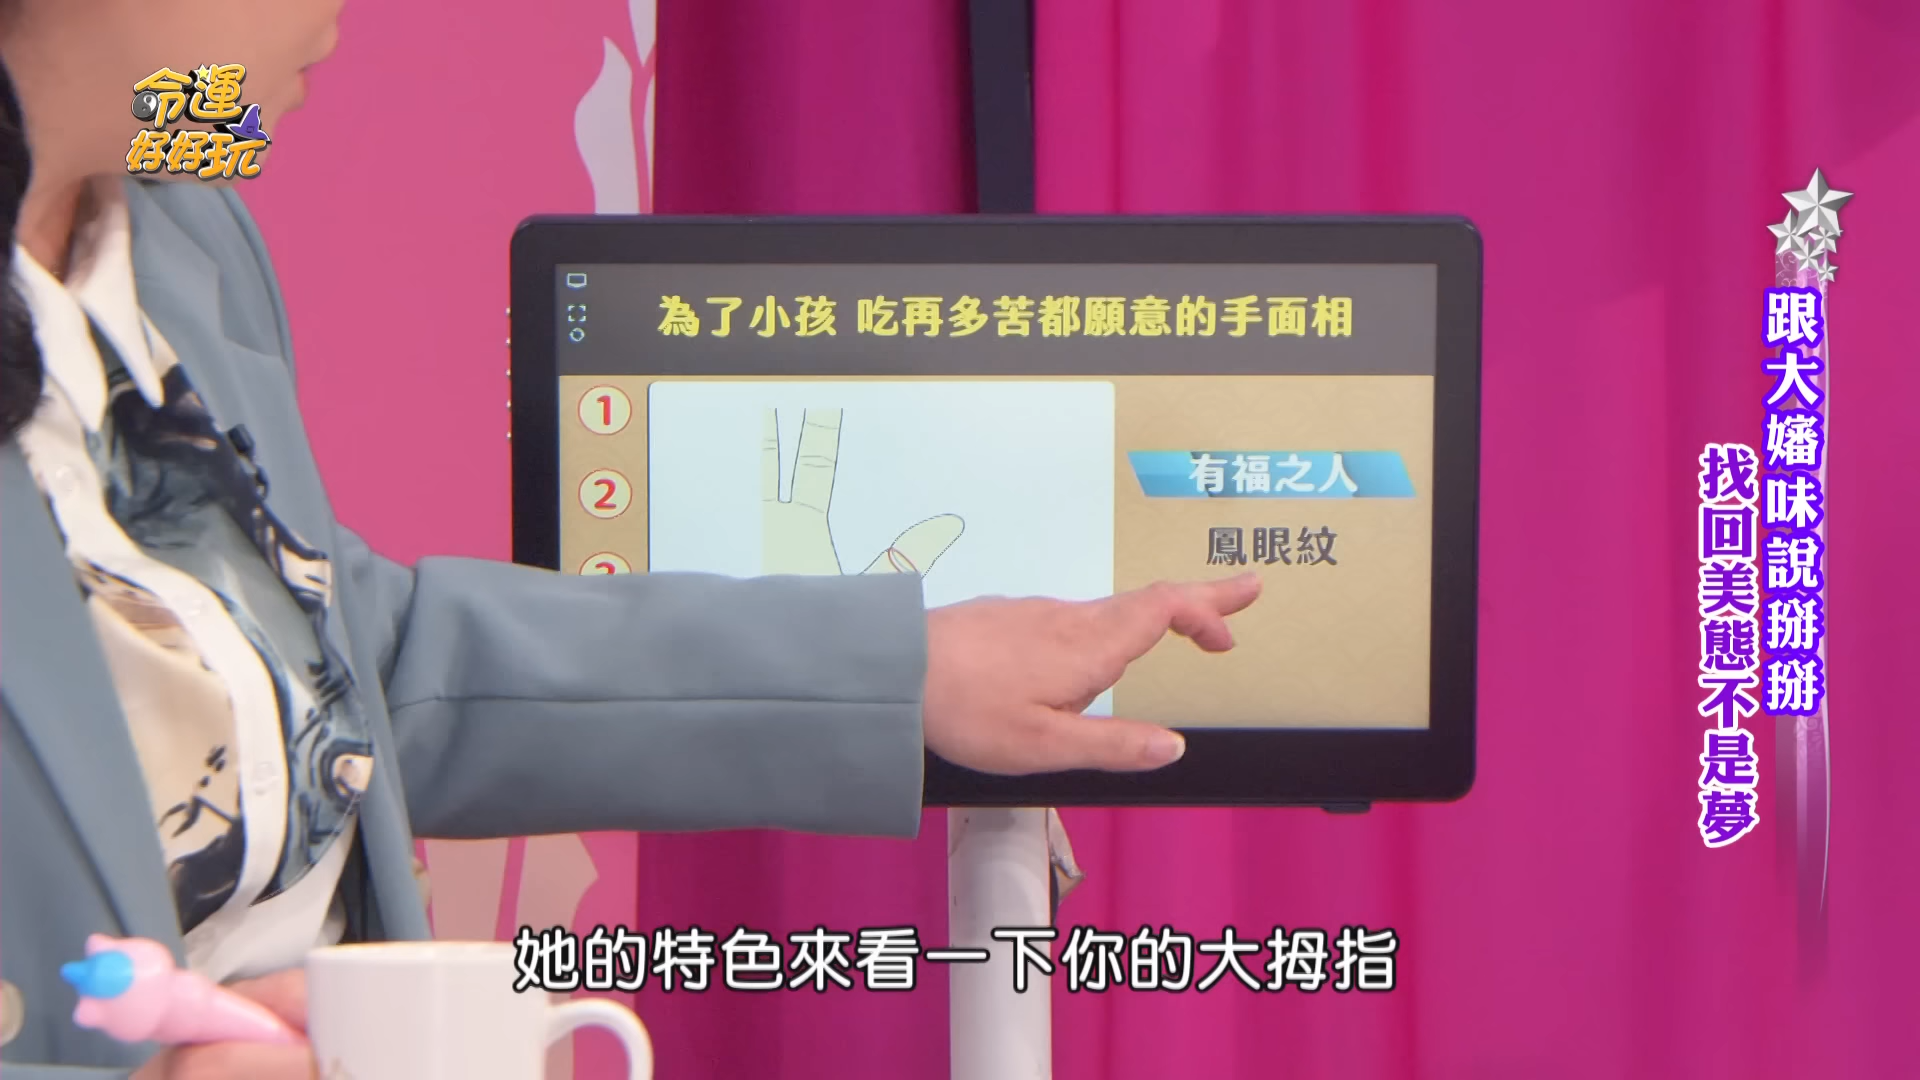 命運
好好玩
為了小孩 吃再多苦都願意的手面相
1
2
3
有福之人
鳳眼紋
跟大嬸味說掰掰
找回美態不是夢
她的特色來看一下你的大拇指